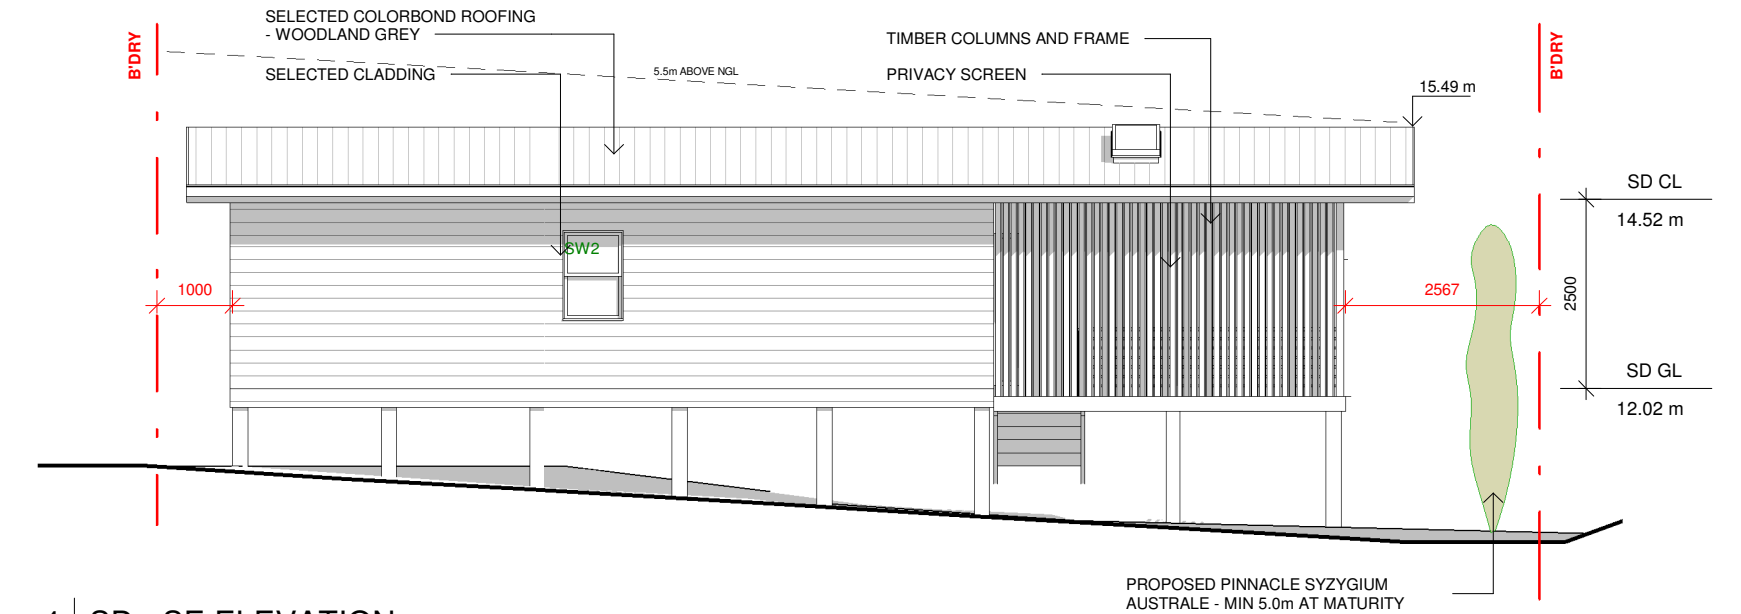 SELECTED COLORBOND ROOFING
- WOODLAND GREY
SELECTED CLADDING
5.5m ABOVE NGL
TIMBER COLUMNS AND FRAME
PRIVACY SCREEN
B'DRY
B'DRY
15.49 m
SD CL
14.52 m
SW2
1000
2567
2500
SD GL
12.02 m
PROPOSED PINNACLE SYZYGIUM
AUSTRALE - MIN 5.0m AT MATURITY